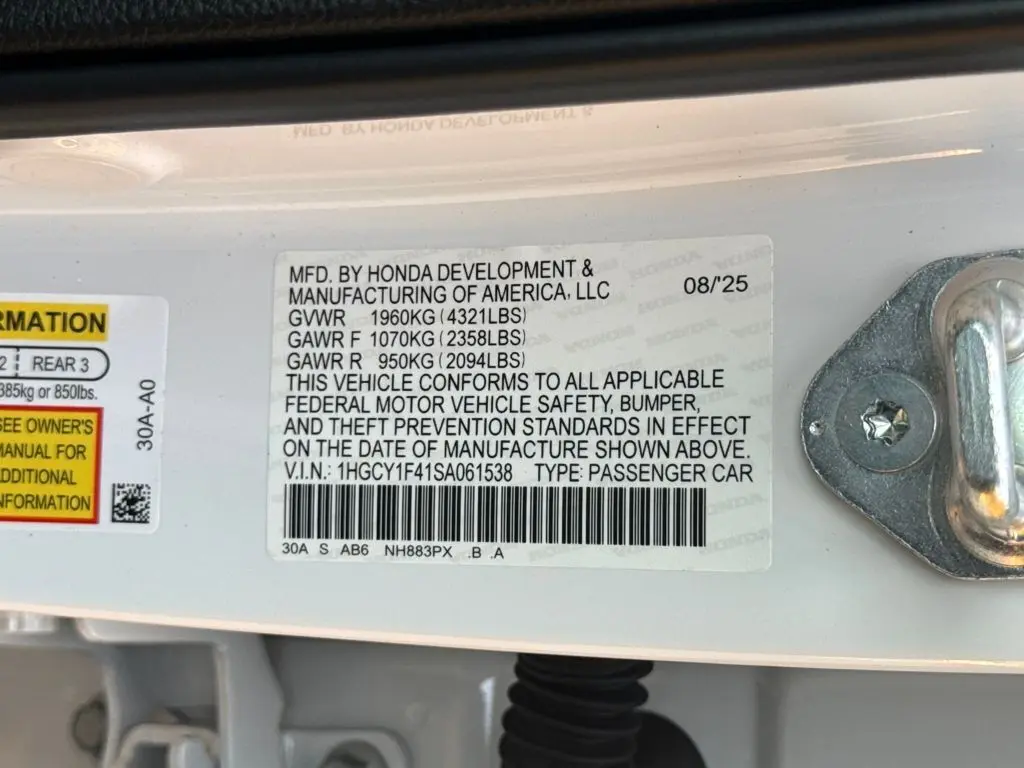 MFD. BY HONDA DEVELOPMENT &
MANUFACTURING OF AMERICA, LLC 08/'25
GVWR 1960KG (4321LBS)
GAWR F 1070KG (2358LBS)
GAWR R 950KG (2094LBS)
THIS VEHICLE CONFORMS TO ALL APPLICABLE
FEDERAL MOTOR VEHICLE SAFETY, BUMPER,
AND THEFT PREVENTION STANDARDS IN EFFECT
ON THE DATE OF MANUFACTURE SHOWN ABOVE.
V.I.N.: 1HGCY1F41SA061538 TYPE: PASSENGER CAR
30A S AB6 NH883PX .B .A
RMATION
2 REAR 3
385kg or 850lbs.
SEE OWNER'S
MANUAL FOR
ADDITIONAL
INFORMATION
30A-A0